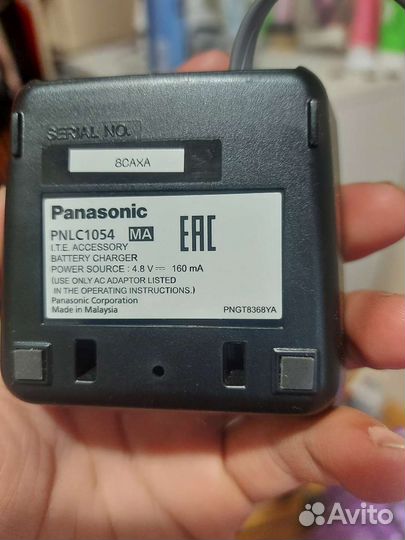 SERIAL NO.
8CAXA
Panasonic
PNLC1054 MA EAC
I.T.E. ACCESSORY
BATTERY CHARGER
POWER SOURCE : 4.8 V ⎓ 160 mA
(USE ONLY AC ADAPTOR LISTED
IN THE OPERATING INSTRUCTIONS.)
Panasonic Corporation
Made in Malaysia PNGT8368YA
Avito